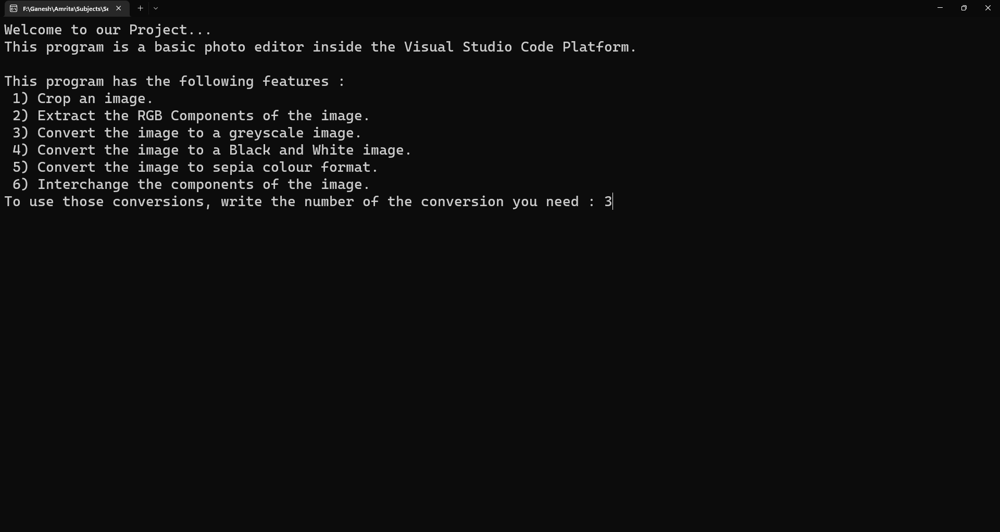 F:\Ganesh\Amrita\Subjects\Se
Welcome to our Project...
This program is a basic photo editor inside the Visual Studio Code Platform.
This program has the following features :
1) Crop an image.
2) Extract the RGB Components of the image.
3) Convert the image to a greyscale image.
4) Convert the image to a Black and White image.
5) Convert the image to sepia colour format.
6) Interchange the components of the image.
To use those conversions, write the number of the conversion you need : 3